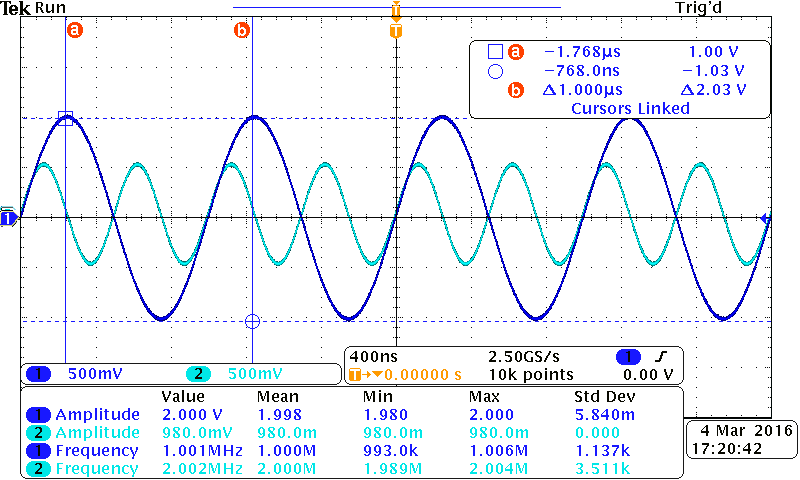 Tek Run Trig'd
a b T
T
a −1.768µs 1.00 V
−768.0ns −1.03 V
b Δ1.000µs Δ2.03 V
Cursors Linked
1
1 500mV 2 500mV
400ns 2.50GS/s 1
T→▼0.00000 s 10k points 0.00 V
Value Mean Min Max Std Dev
1 Amplitude 2.000 V 1.998 1.980 2.000 5.840m
2 Amplitude 980.0mV 980.0m 980.0m 980.0m 0.000
1 Frequency 1.001MHz 1.000M 993.0k 1.006M 1.137k
2 Frequency 2.002MHz 2.000M 1.989M 2.004M 3.511k
4 Mar 2016
17:20:42